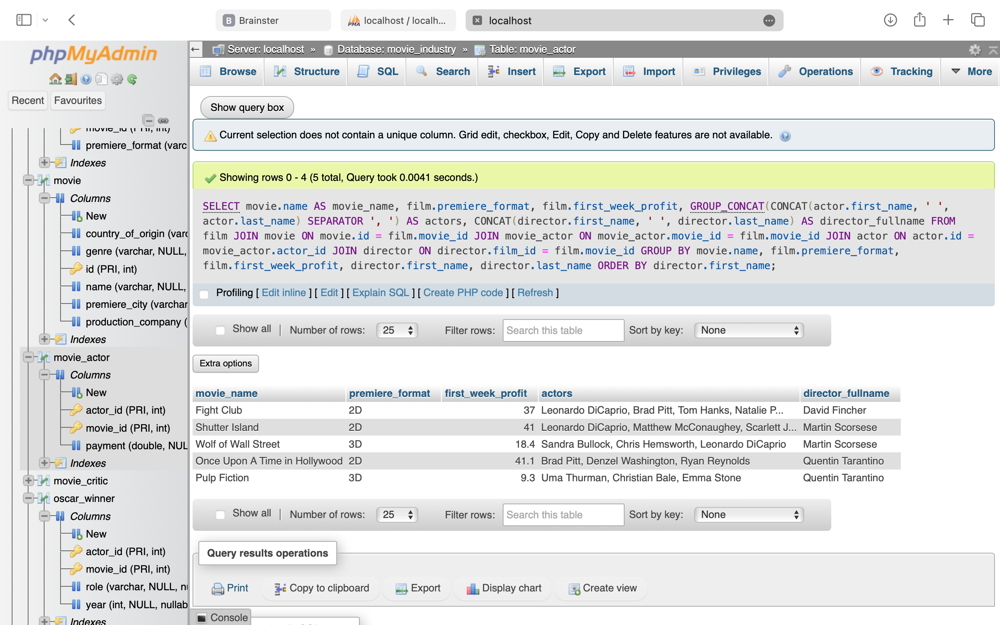 Brainster
localhost / localh...
localhost
phpMyAdmin
Recent
Favourites
movie_id (PRI, int)
premiere_format (varc
Indexes
movie
Columns
New
country_of_origin (varc
genre (varchar, NULL,
id (PRI, int)
name (varchar, NULL,
premiere_city (varchar
production_company (
Indexes
movie_actor
Columns
New
actor_id (PRI, int)
movie_id (PRI, int)
payment (double, NUL
Indexes
movie_critic
oscar_winner
Columns
New
actor_id (PRI, int)
movie_id (PRI, int)
role (varchar, NULL, nu
year (int, NULL, nullab
Indexes
Server: localhost » Database: movie_industry » Table: movie_actor
Browse Structure SQL Search Insert Export Import Privileges Operations Tracking More
Show query box
Current selection does not contain a unique column. Grid edit, checkbox, Edit, Copy and Delete features are not available.
Showing rows 0 - 4 (5 total, Query took 0.0041 seconds.)
SELECT movie.name AS movie_name, film.premiere_format, film.first_week_profit, GROUP_CONCAT(CONCAT(actor.first_name, ' ',
actor.last_name) SEPARATOR ', ') AS actors, CONCAT(director.first_name, ' ', director.last_name) AS director_fullname FROM
film JOIN movie ON movie.id = film.movie_id JOIN movie_actor ON movie_actor.movie_id = film.movie_id JOIN actor ON actor.id =
movie_actor.actor_id JOIN director ON director.film_id = film.movie_id GROUP BY movie.name, film.premiere_format,
film.first_week_profit, director.first_name, director.last_name ORDER BY director.first_name;
Profiling [ Edit inline ] [ Edit ] [ Explain SQL ] [ Create PHP code ] [ Refresh ]
Show all | Number of rows: 25 Filter rows: Search this table Sort by key: None
Extra options
movie_name premiere_format first_week_profit actors director_fullname
Fight Club 2D 37 Leonardo DiCaprio, Brad Pitt, Tom Hanks, Natalie P... David Fincher
Shutter Island 2D 41 Leonardo DiCaprio, Matthew McConaughey, Scarlett J... Martin Scorsese
Wolf of Wall Street 3D 18.4 Sandra Bullock, Chris Hemsworth, Leonardo DiCaprio Martin Scorsese
Once Upon A Time in Hollywood 2D 41.1 Brad Pitt, Denzel Washington, Ryan Reynolds Quentin Tarantino
Pulp Fiction 3D 9.3 Uma Thurman, Christian Bale, Emma Stone Quentin Tarantino
Show all | Number of rows: 25 Filter rows: Search this table Sort by key: None
Query results operations
Print Copy to clipboard Export Display chart Create view
Console